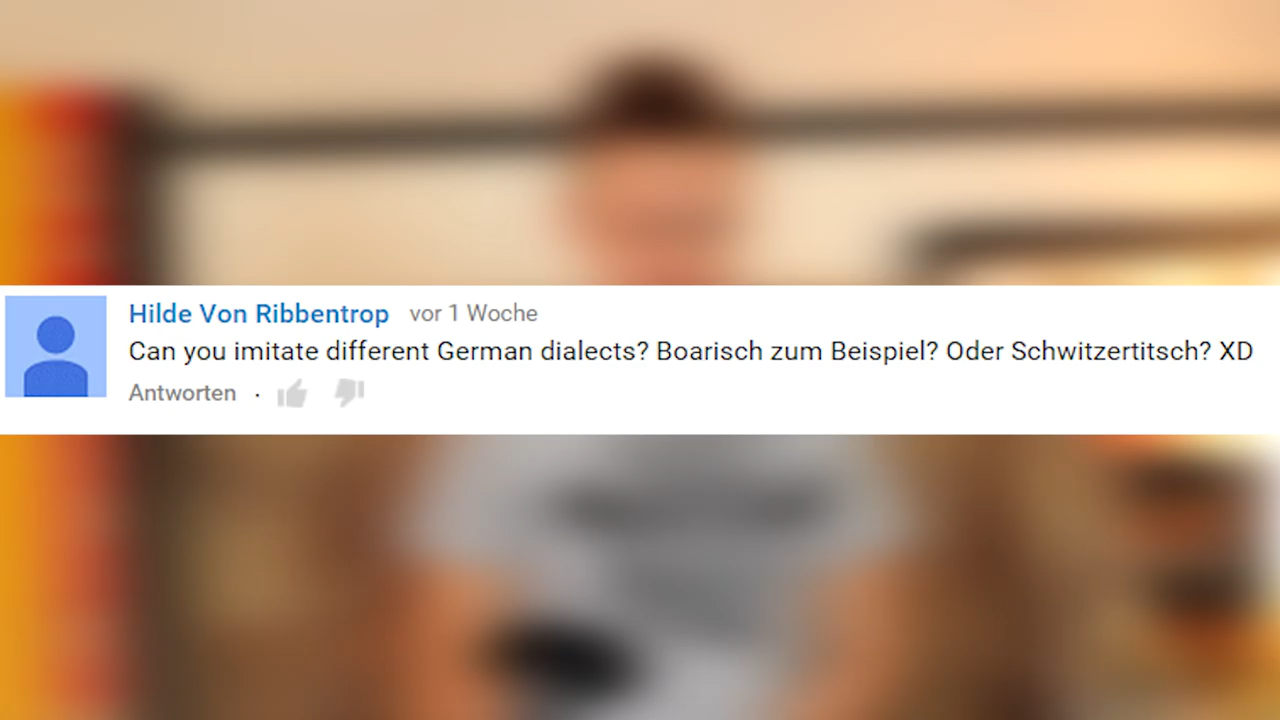 Hilde Von Ribbentrop vor 1 Woche
Can you imitate different German dialects? Boarisch zum Beispiel? Oder Schwitzertitsch? XD
Antworten ·